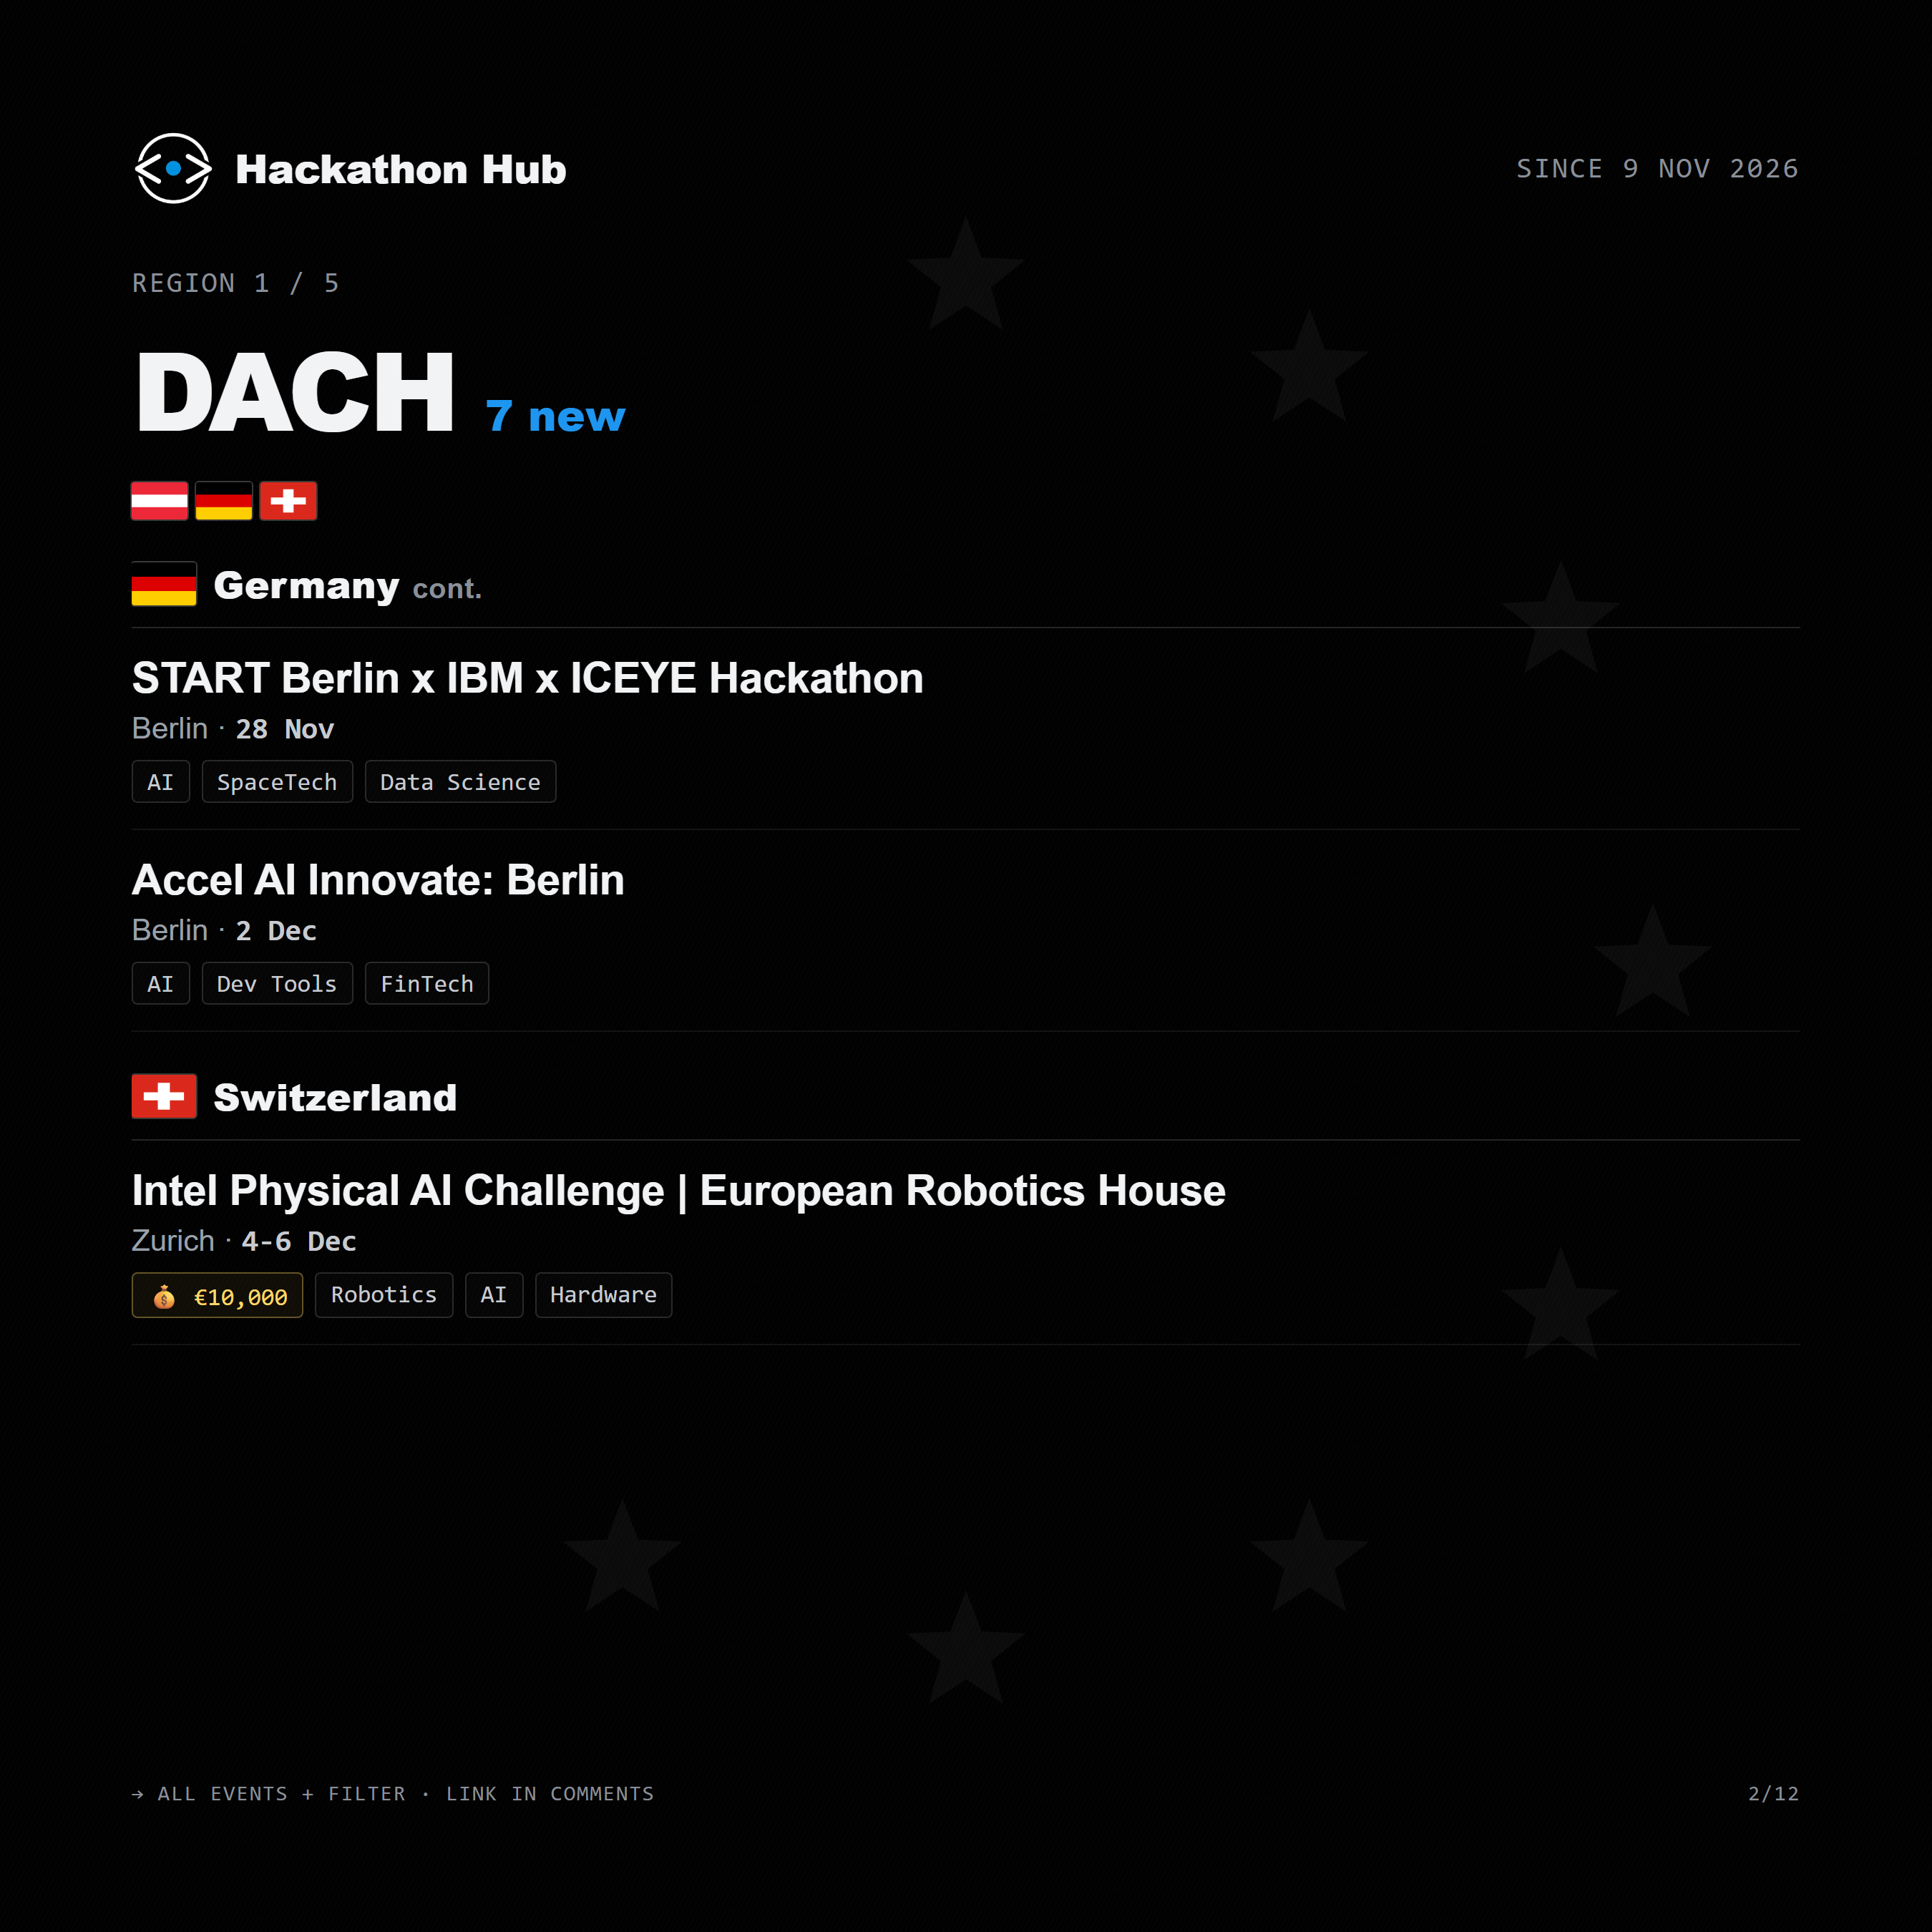 Hackathon Hub
SINCE 9 NOV 2026
REGION 1 / 5
DACH 7 new
Germany cont.
START Berlin x IBM x ICEYE Hackathon
Berlin · 28 Nov
AI SpaceTech Data Science
Accel AI Innovate: Berlin
Berlin · 2 Dec
AI Dev Tools FinTech
Switzerland
Intel Physical AI Challenge | European Robotics House
Zurich · 4-6 Dec
💰 €10,000 Robotics AI Hardware
→ ALL EVENTS + FILTER · LINK IN COMMENTS
2/12